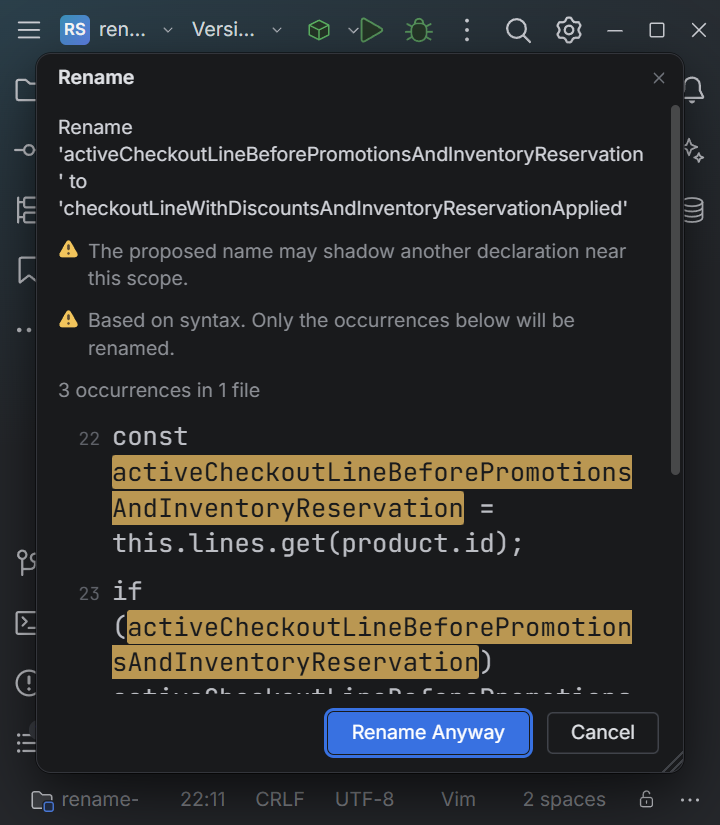 RS ren... Versi...
Rename
Rename
'activeCheckoutLineBeforePromotionsAndInventoryReservation
' to
'checkoutLineWithDiscountsAndInventoryReservationApplied'
The proposed name may shadow another declaration near
this scope.
Based on syntax. Only the occurrences below will be
renamed.
3 occurrences in 1 file
22 const
activeCheckoutLineBeforePromotions
AndInventoryReservation =
this.lines.get(product.id);
23 if
(activeCheckoutLineBeforePromotion
sAndInventoryReservation)
activeCheckoutLineBeforePromotions
Rename Anyway Cancel
rename- 22:11 CRLF UTF-8 Vim 2 spaces